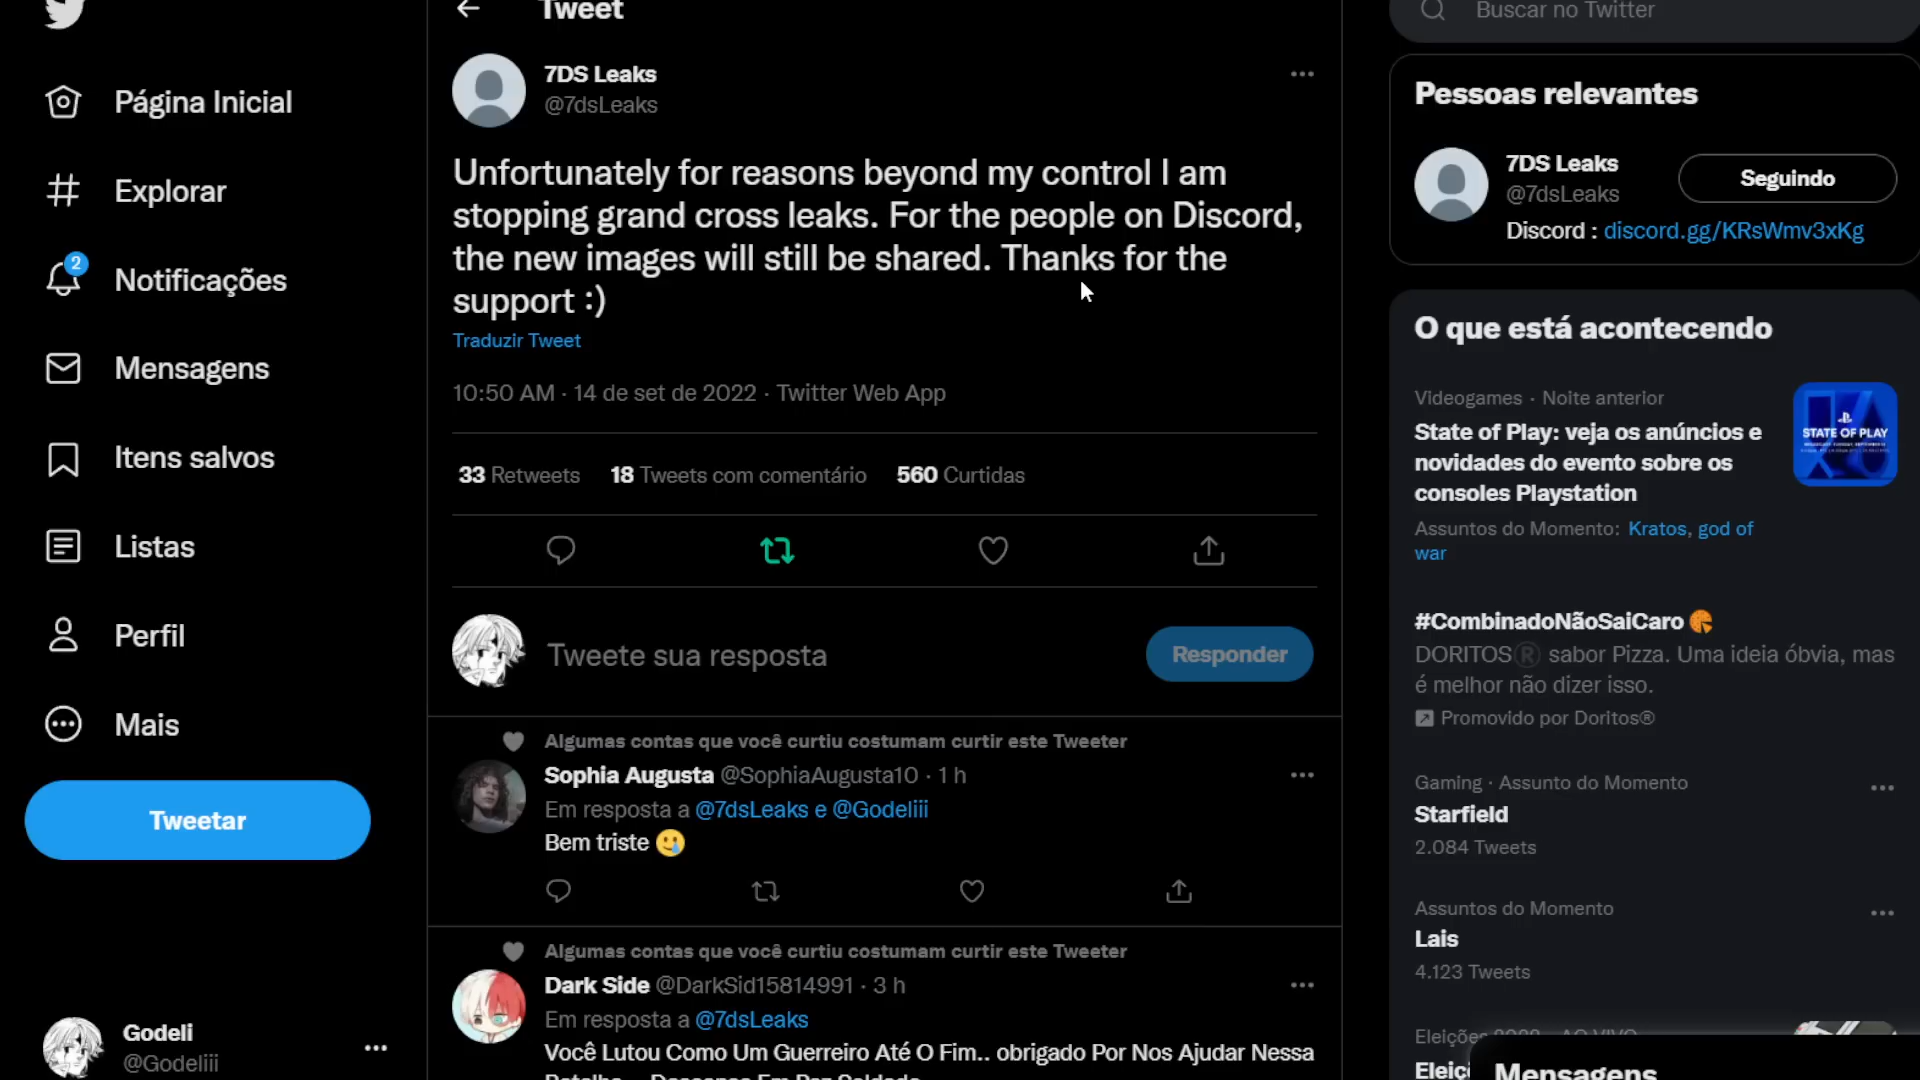 Tweet
Buscar no Twitter
Página Inicial
Explorar
2
Notificações
Mensagens
Itens salvos
Listas
Perfil
Mais
Tweetar
Godeli
@Godeliii
7DS Leaks
@7dsLeaks
Unfortunately for reasons beyond my control I am
stopping grand cross leaks. For the people on Discord,
the new images will still be shared. Thanks for the
support :)
Traduzir Tweet
10:50 AM · 14 de set de 2022 · Twitter Web App
33 Retweets 18 Tweets com comentário 560 Curtidas
Tweete sua resposta
Responder
Algumas contas que você curtiu costumam curtir este Tweeter
Sophia Augusta @SophiaAugusta10 · 1 h
Em resposta a @7dsLeaks e @Godeliii
Bem triste 🥲
Algumas contas que você curtiu costumam curtir este Tweeter
Dark Side @DarkSid15814991 · 3 h
Em resposta a @7dsLeaks
Você Lutou Como Um Guerreiro Até O Fim.. obrigado Por Nos Ajudar Nessa
Pessoas relevantes
7DS Leaks
@7dsLeaks
Seguindo
Discord : discord.gg/KRsWmv3xKg
O que está acontecendo
Videogames · Noite anterior
State of Play: veja os anúncios e
novidades do evento sobre os
consoles Playstation
STATE OF PLAY
Assuntos do Momento: Kratos, god of
war
#CombinadoNãoSaiCaro
DORITOS® sabor Pizza. Uma ideia óbvia, mas
é melhor não dizer isso.
Promovido por Doritos®
Gaming · Assunto do Momento
Starfield
2.084 Tweets
Assuntos do Momento
Lais
4.123 Tweets
Mensagens